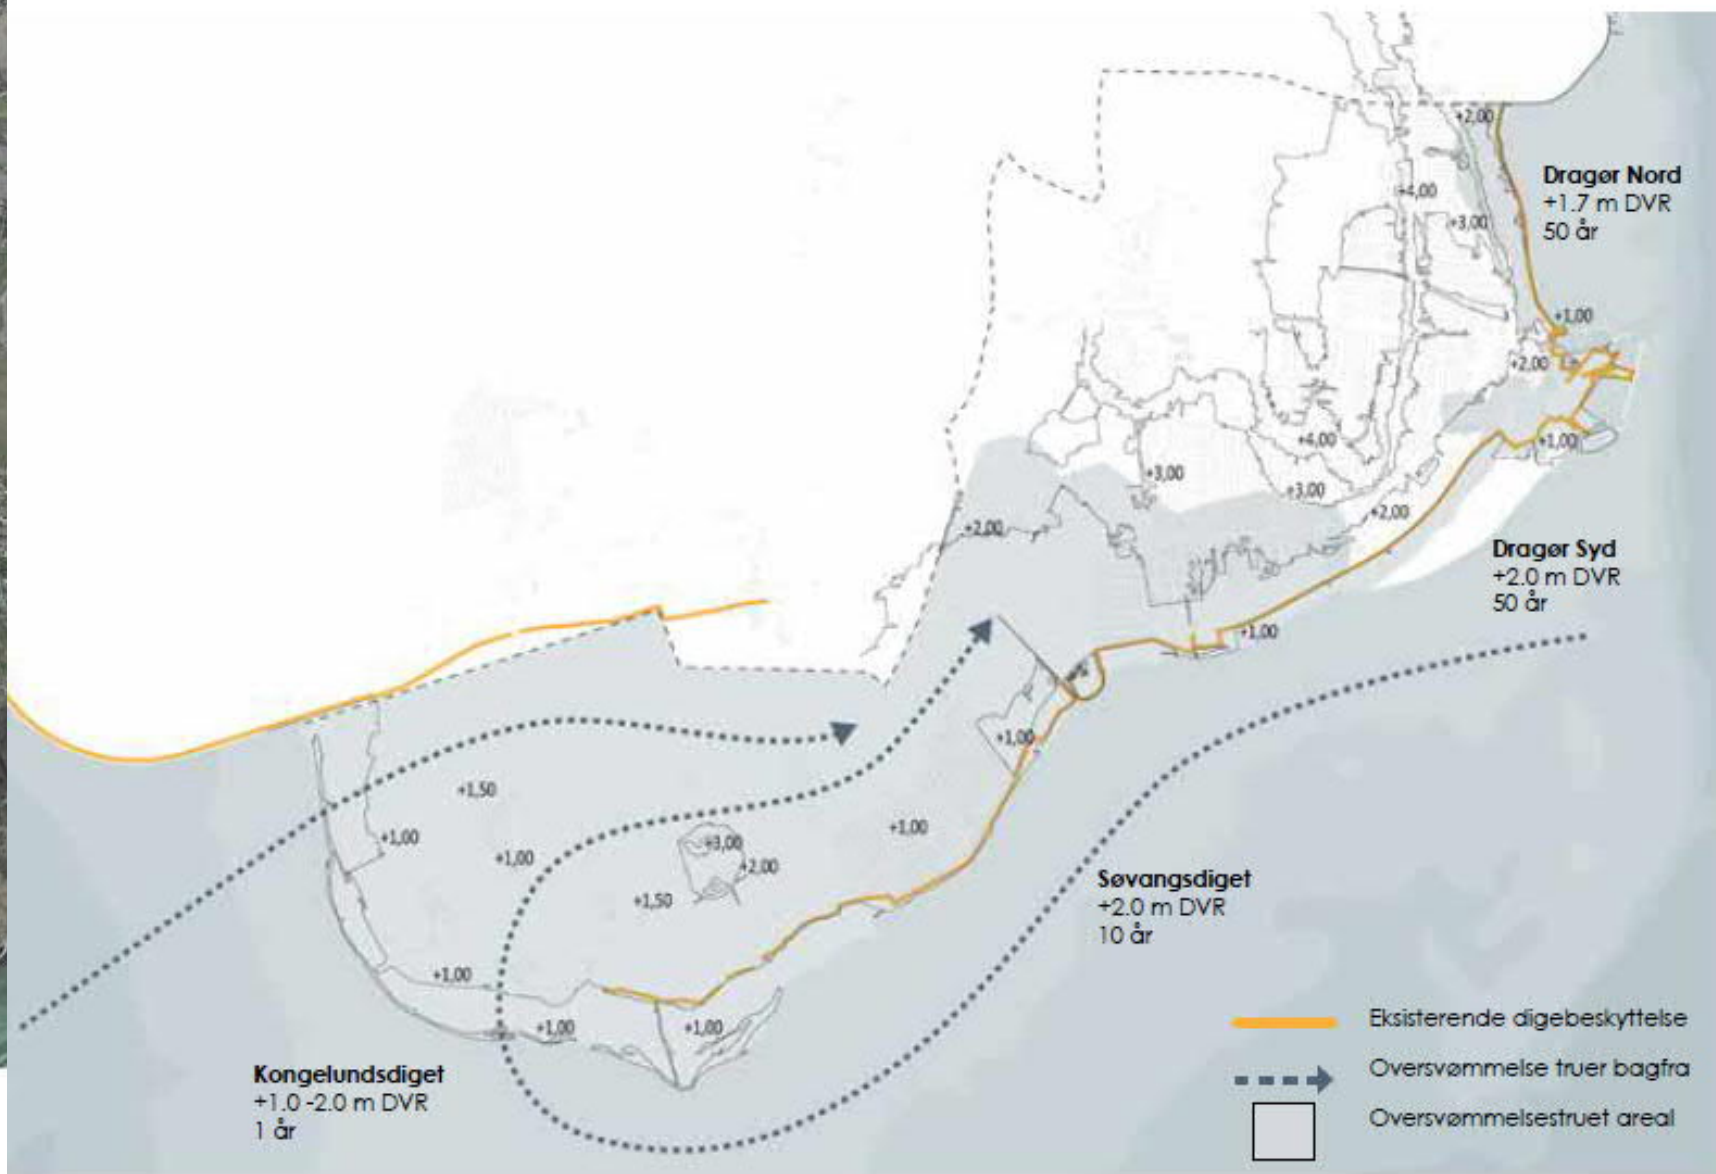 +2,00
Dragør Nord
+1.7 m DVR
50 år
+4,00
+3,00
+1,00
+2,00
+4,00
+1,00
+3,00
+3,00
+2,00
+2,00
Dragør Syd
+2.0 m DVR
50 år
+1,00
+1,00
+1,50
+1,00
+1,00
+1,00
+3,00
+2,00
+1,50
Søvangsdiget
+2.0 m DVR
10 år
+1,00
+1,00
+1,00
Kongelundsdiget
+1.0 -2.0 m DVR
1 år
Eksisterende digebeskyttelse
Oversvømmelse truer bagfra
Oversvømmelsestruet areal